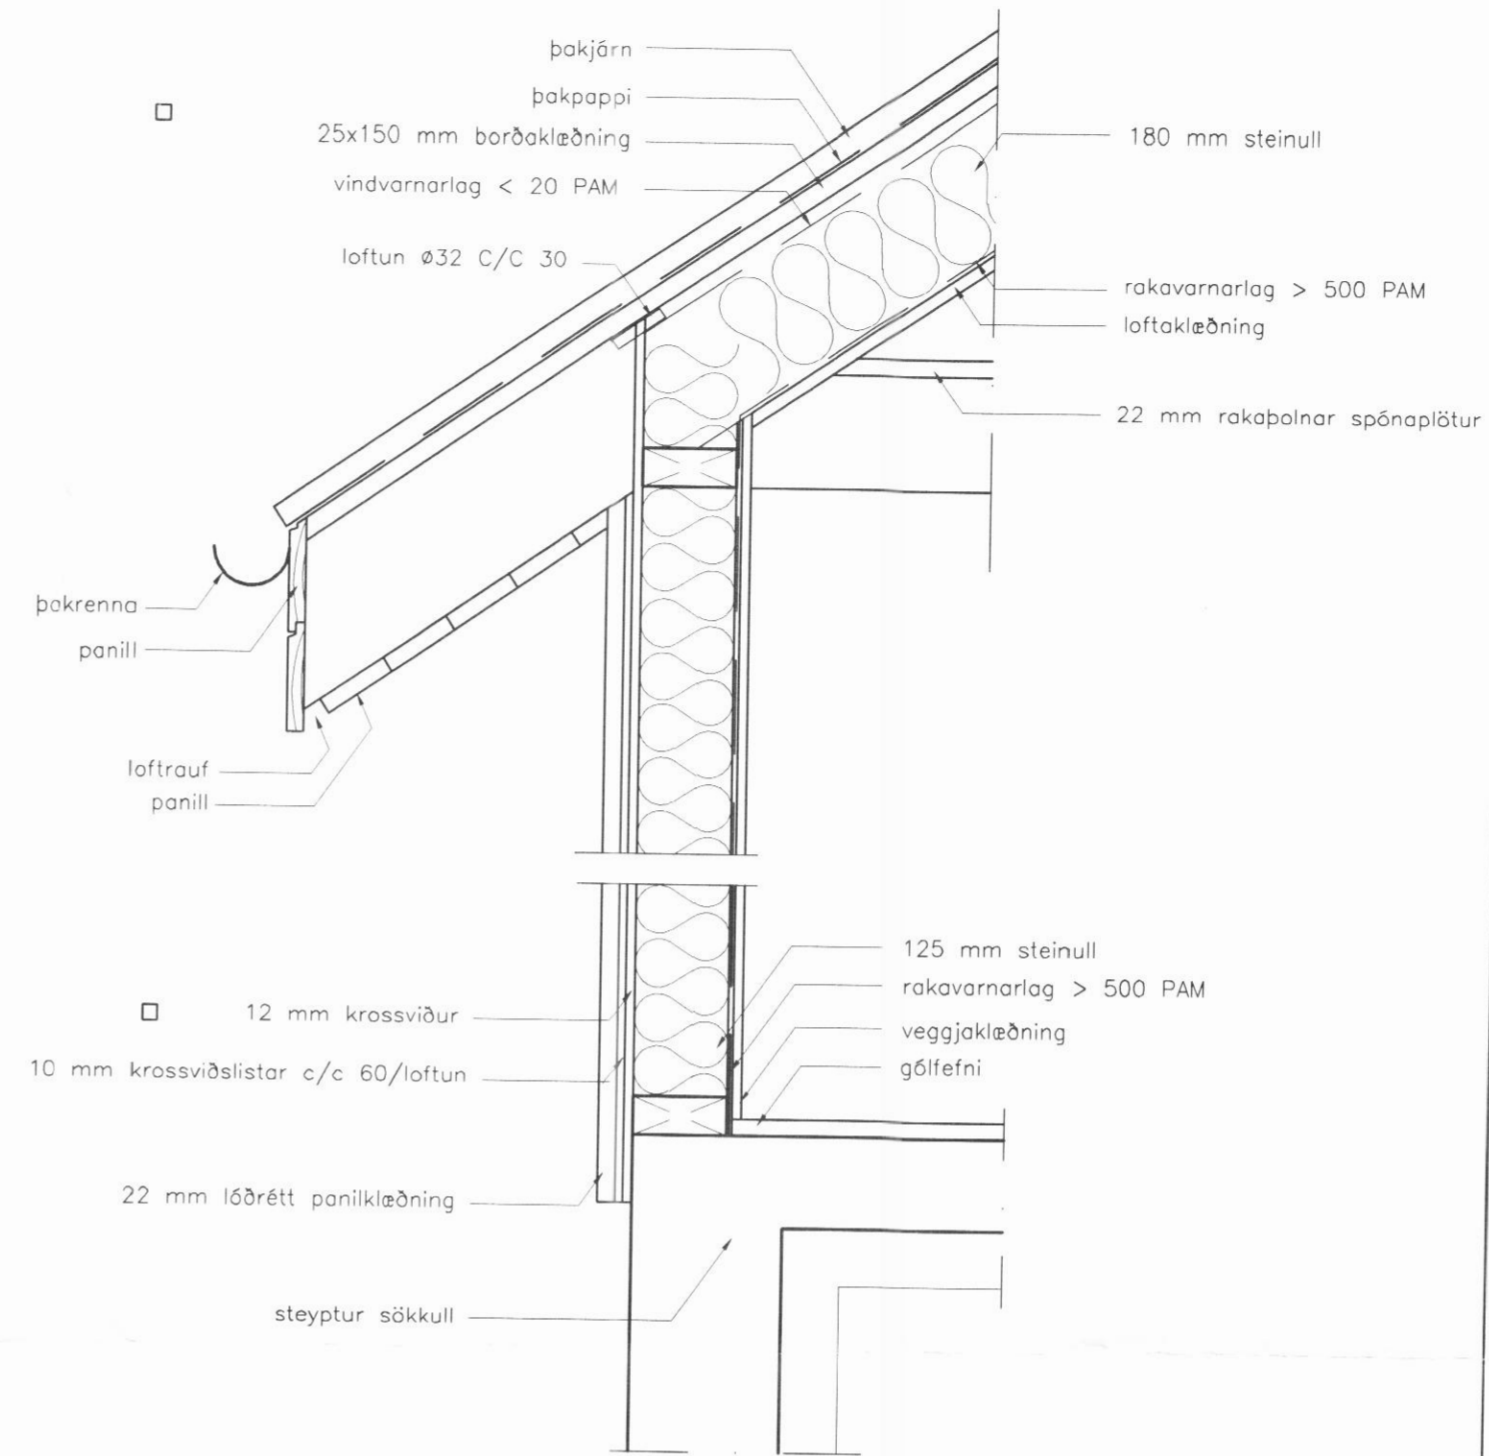 þakjárn
þakpappi
25x150 mm borðaklæðning
vindvarnarlag < 20 PAM
loftun ø32 C/C 30
180 mm steinull
rakavarnarlag > 500 PAM
loftaklæðning
22 mm rakaþolnar spónaplötur
þakrenna
panill
loftrauf
panill
125 mm steinull
rakavarnarlag > 500 PAM
veggjaklæðning
gólfefni
12 mm krossviður
10 mm krossviðslistar c/c 60/loftun
22 mm lóðrétt panilklæðning
steyptur sökkull